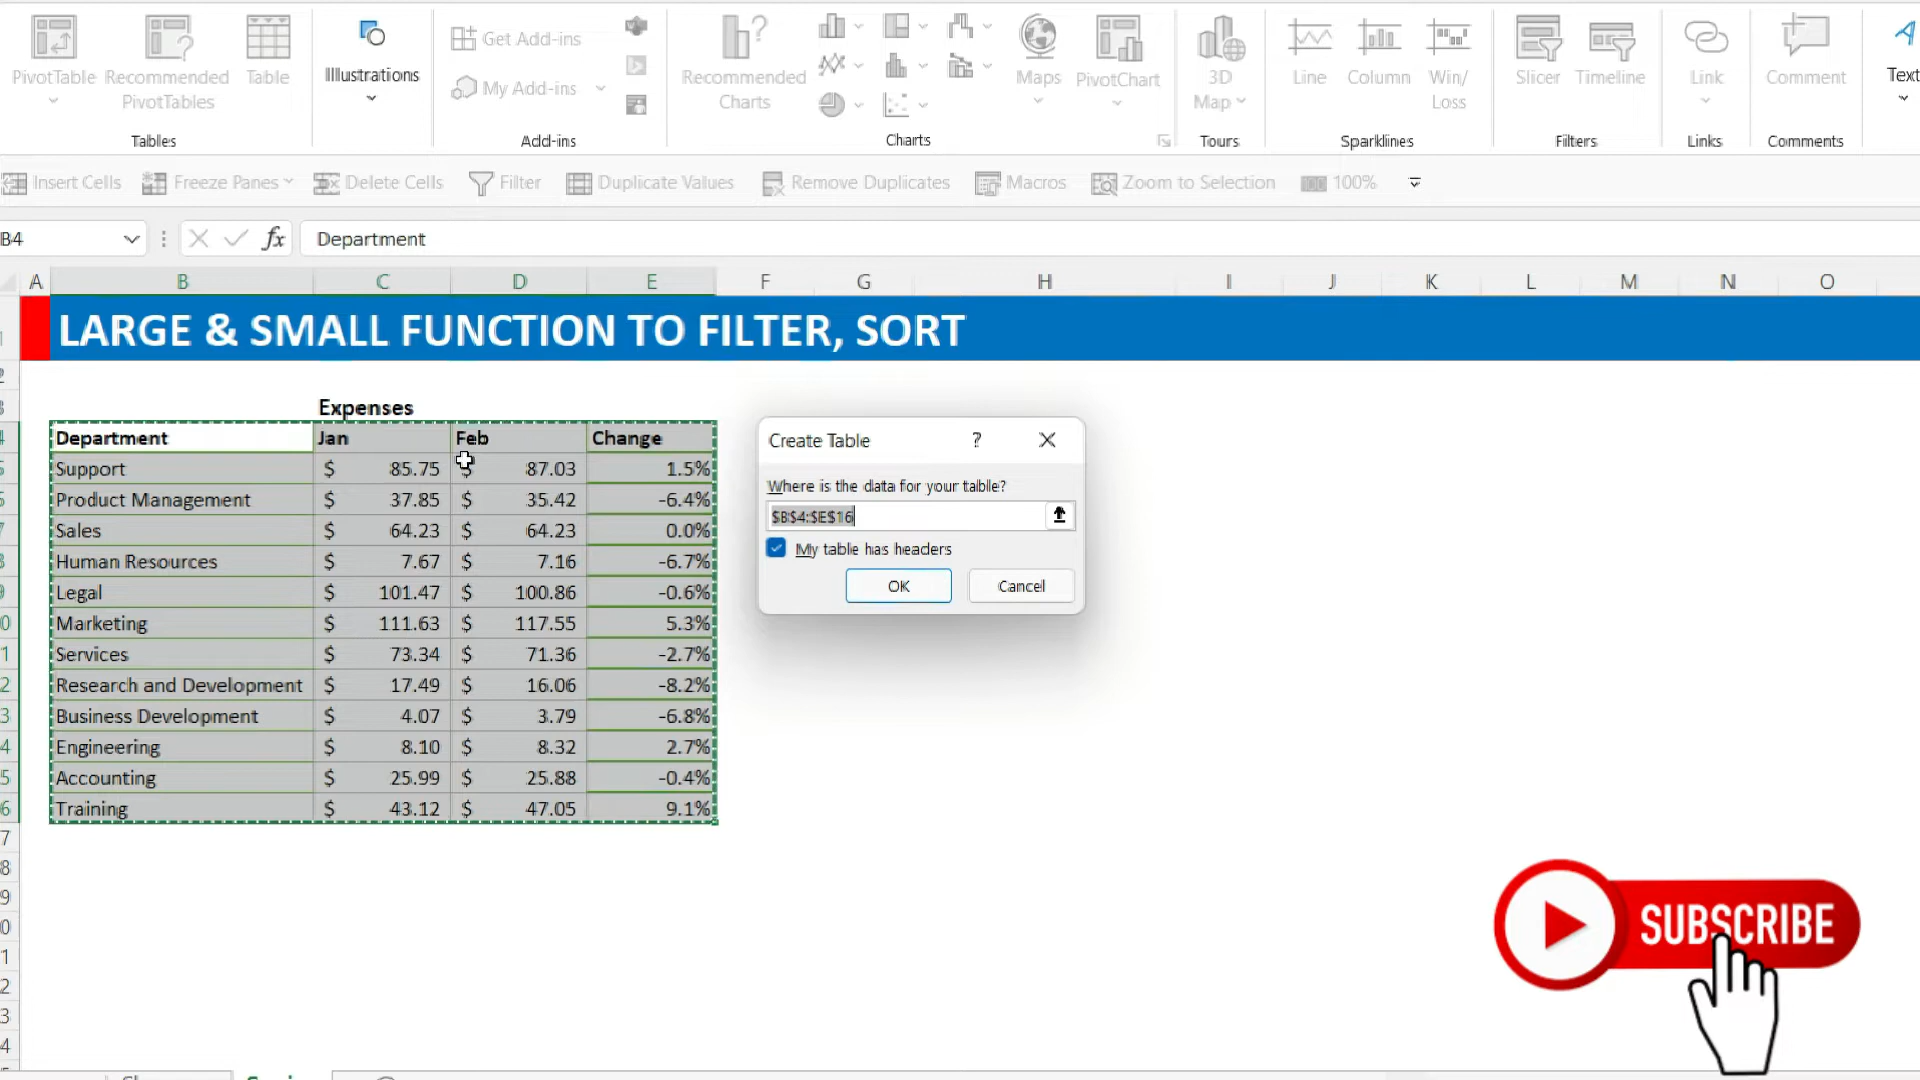 PivotTable
Recommended
PivotTables
Table
Tables
Illustrations
Get Add-ins
My Add-ins
Add-ins
Recommended
Charts
Maps
PivotChart
Charts
3D
Map
Tours
Line
Column
Win/
Loss
Sparklines
Slicer
Timeline
Filters
Link
Links
Comment
Comments
Text
Insert Cells
Freeze Panes
Delete Cells
Filter
Duplicate Values
Remove Duplicates
Macros
Zoom to Selection
100%
B4
fx
Department
A B C D E F G H I J K L M N O
LARGE & SMALL FUNCTION TO FILTER, SORT
Expenses
Department Jan Feb Change
Support $ 85.75 $ 87.03 1.5%
Product Management $ 37.85 $ 35.42 -6.4%
Sales $ 64.23 $ 64.23 0.0%
Human Resources $ 7.67 $ 7.16 -6.7%
Legal $ 101.47 $ 100.86 -0.6%
Marketing $ 111.63 $ 117.55 5.3%
Services $ 73.34 $ 71.36 -2.7%
Research and Development $ 17.49 $ 16.06 -8.2%
Business Development $ 4.07 $ 3.79 -6.8%
Engineering $ 8.10 $ 8.32 2.7%
Accounting $ 25.99 $ 25.88 -0.4%
Training $ 43.12 $ 47.05 9.1%
Create Table ?
Where is the data for your table?
$B$4:$E$16
My table has headers
OK
Cancel
SUBSCRIBE